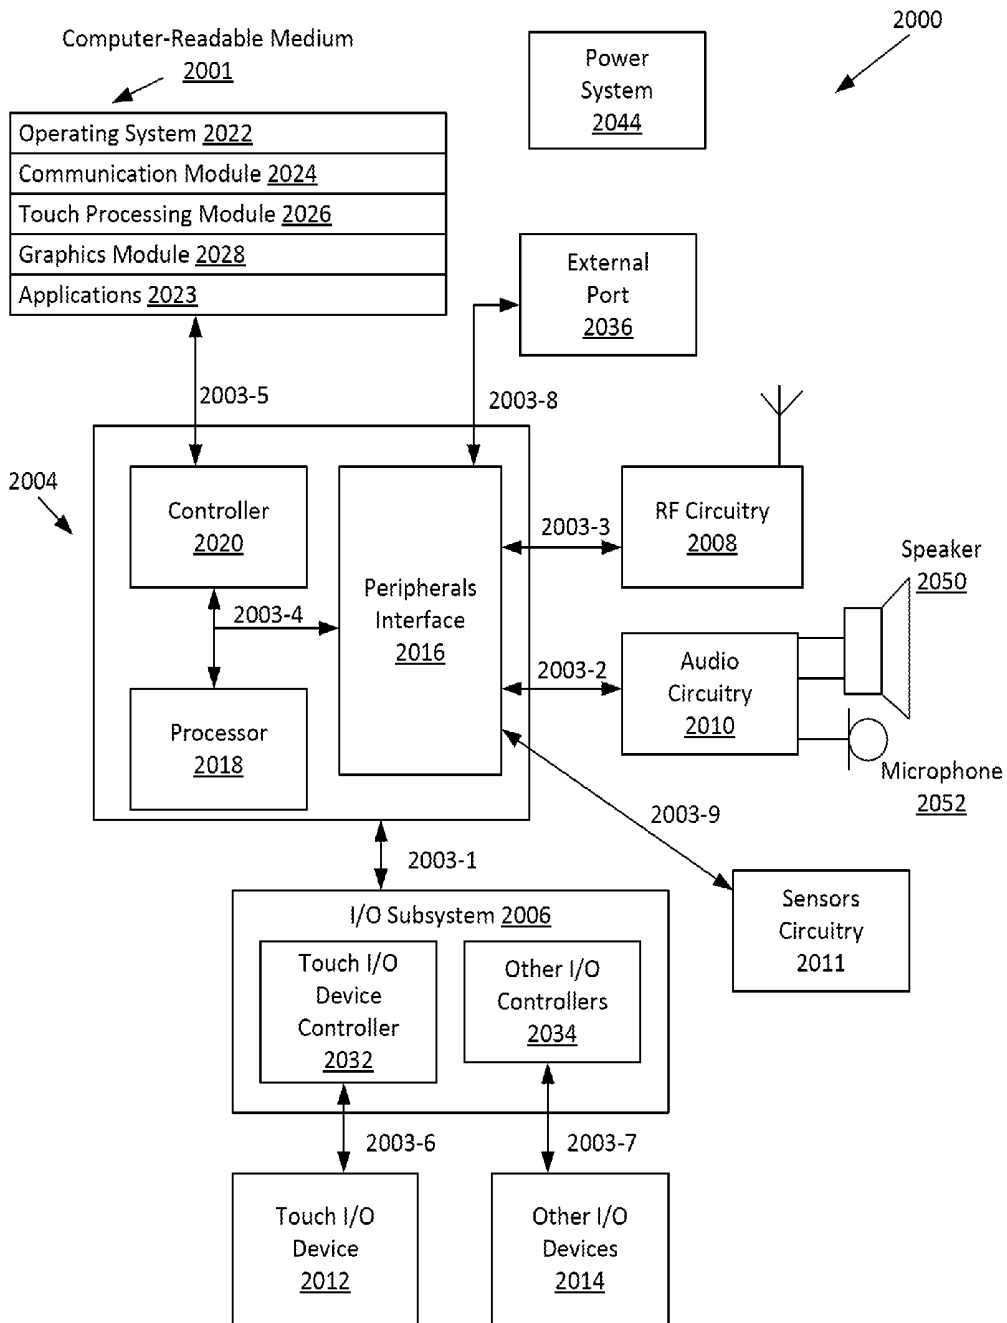 Computer-Readable Medium
2001
2000
Power
System
2044
Operating System 2022
Communication Module 2024
Touch Processing Module 2026
Graphics Module 2028
Applications 2023
External
Port
2036
2003-5
2003-8
2004
Controller
2020
Peripherals
Interface
2016
2003-3
RF Circuitry
2008
Speaker
2050
2003-4
2003-2
Audio
Circuitry
2010
Processor
2018
Microphone
2052
2003-9
2003-1
I/O Subsystem 2006
Touch I/O
Device
Controller
2032
Other I/O
Controllers
2034
Sensors
Circuitry
2011
2003-6
2003-7
Touch I/O
Device
2012
Other I/O
Devices
2014